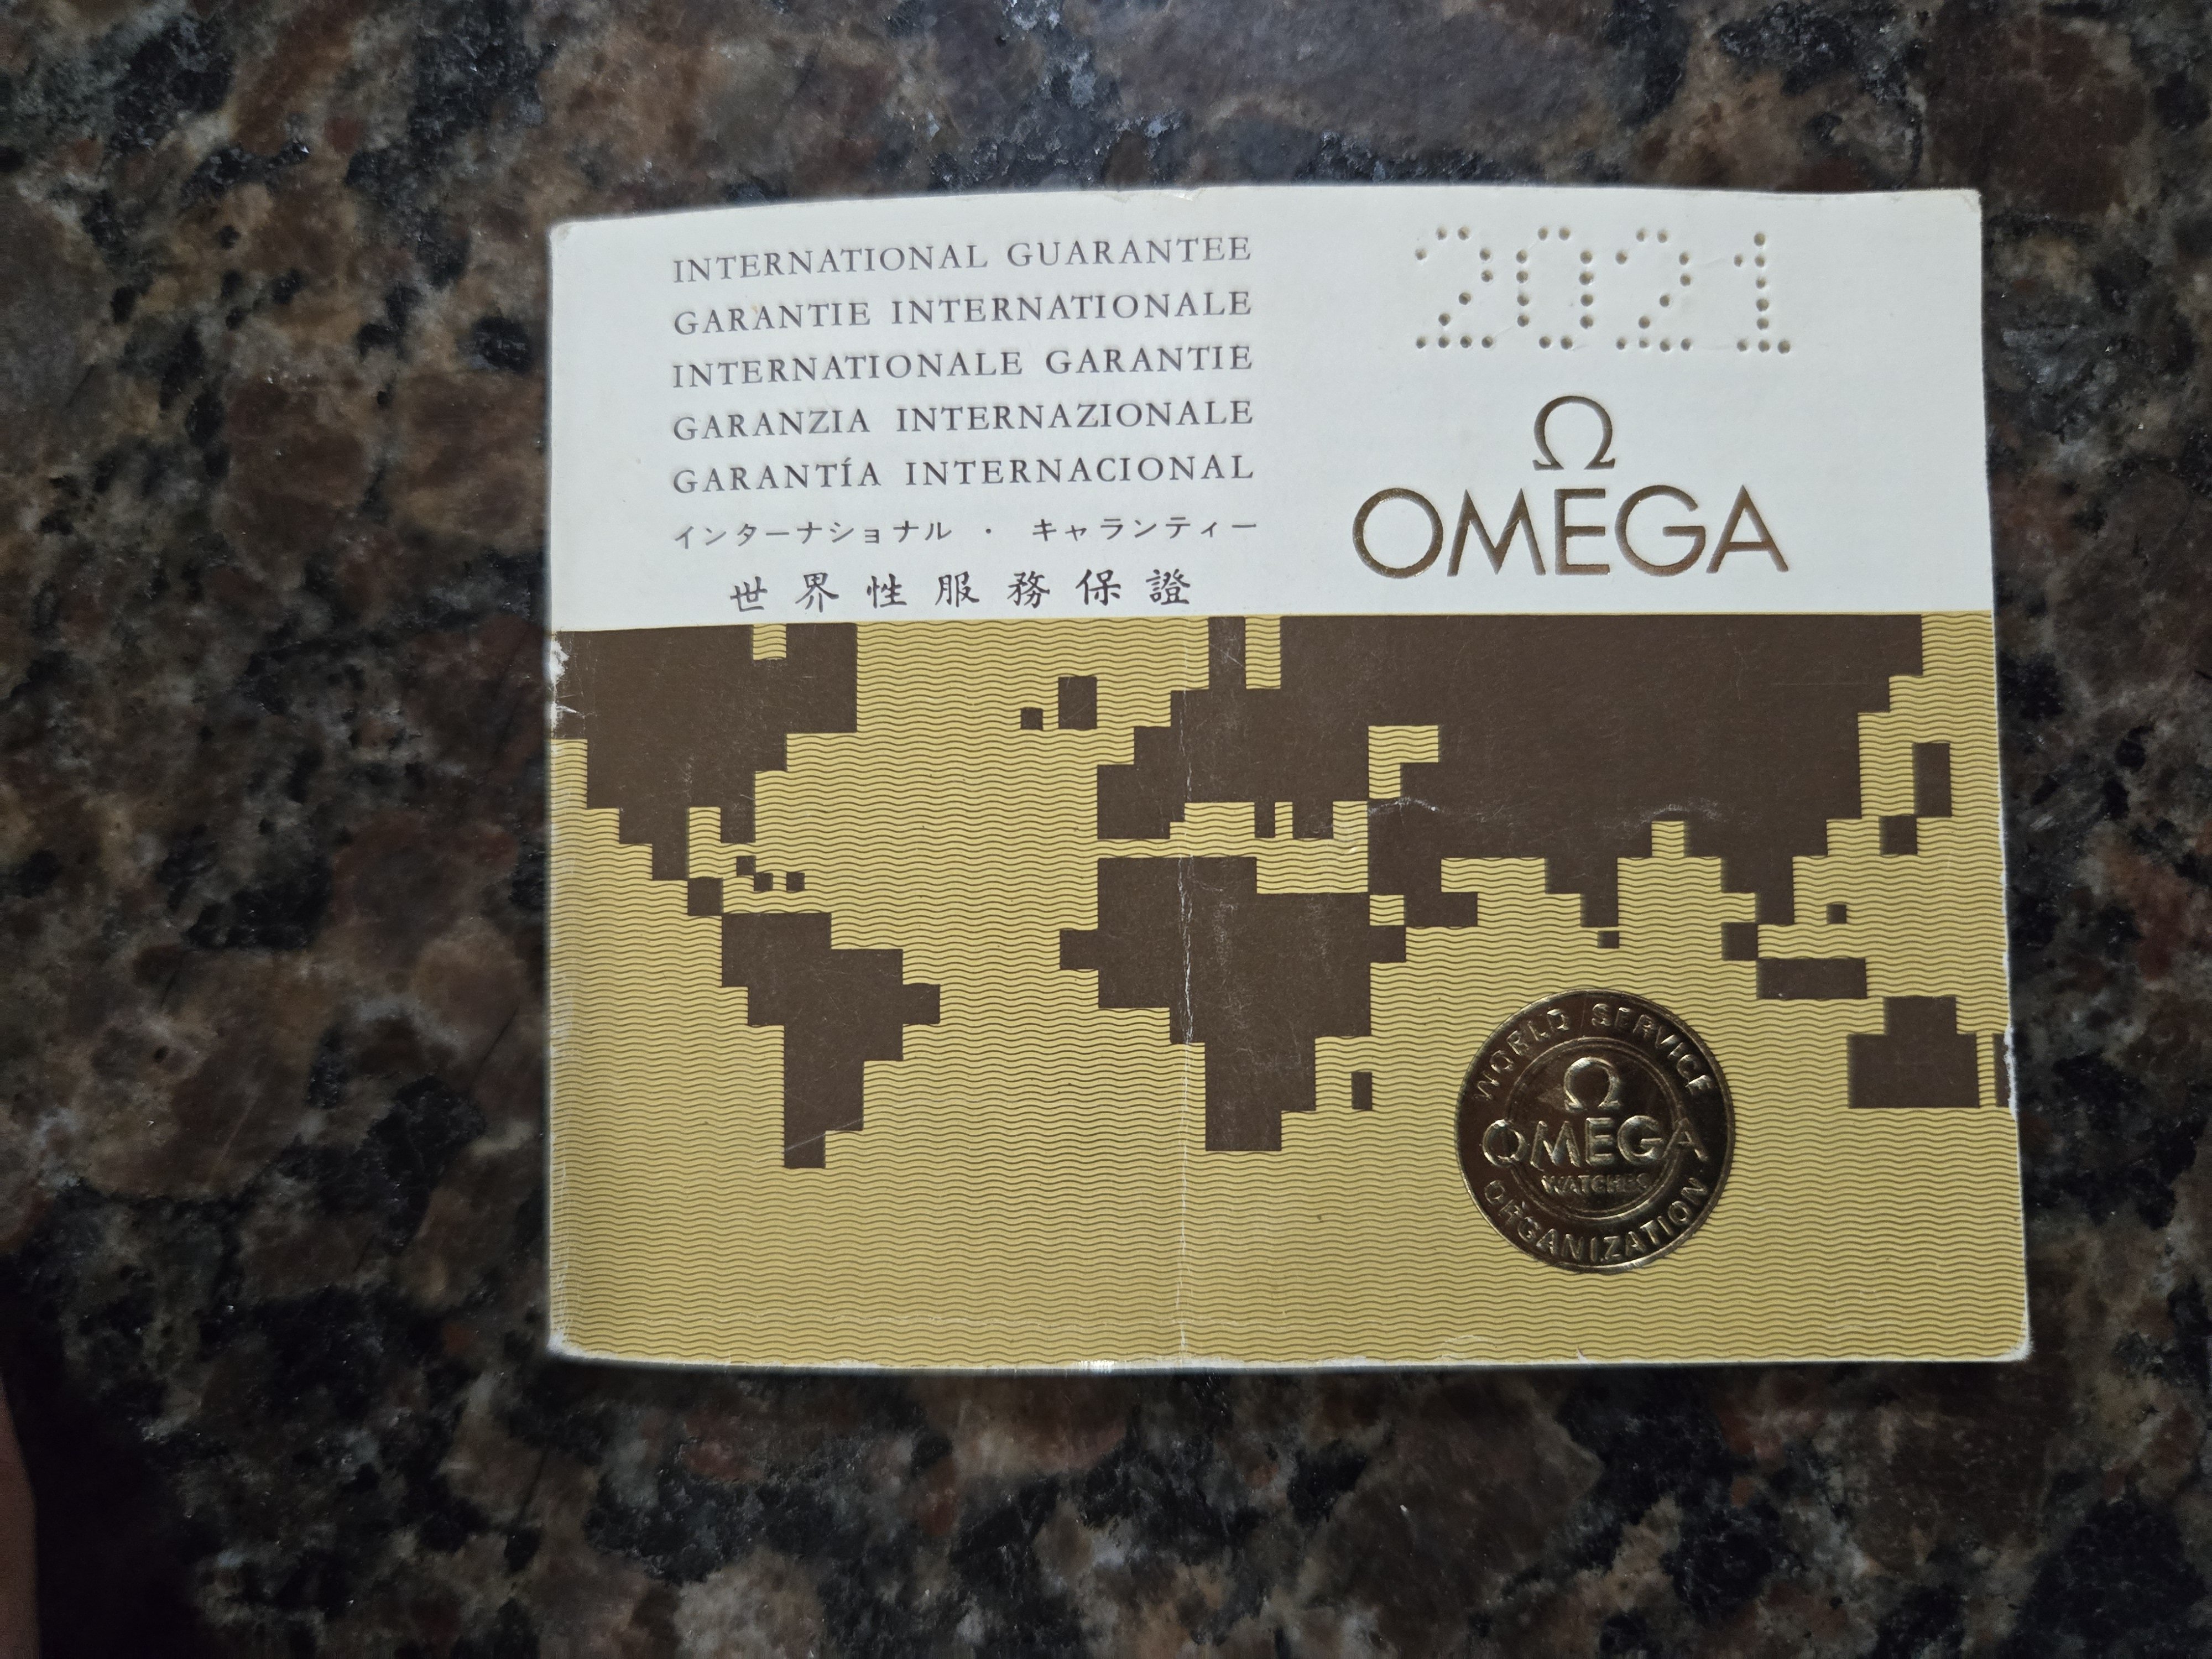 INTERNATIONAL GUARANTEE
GARANTIE INTERNATIONALE
INTERNATIONALE GARANTIE
GARANZIA INTERNAZIONALE
GARANTÍA INTERNACIONAL
インターナショナル ・ キャランティー
世界性服務保證
2021
Ω
OMEGA
WORLD SERVICE
Ω
OMEGA
WATCHES
ORGANIZATION